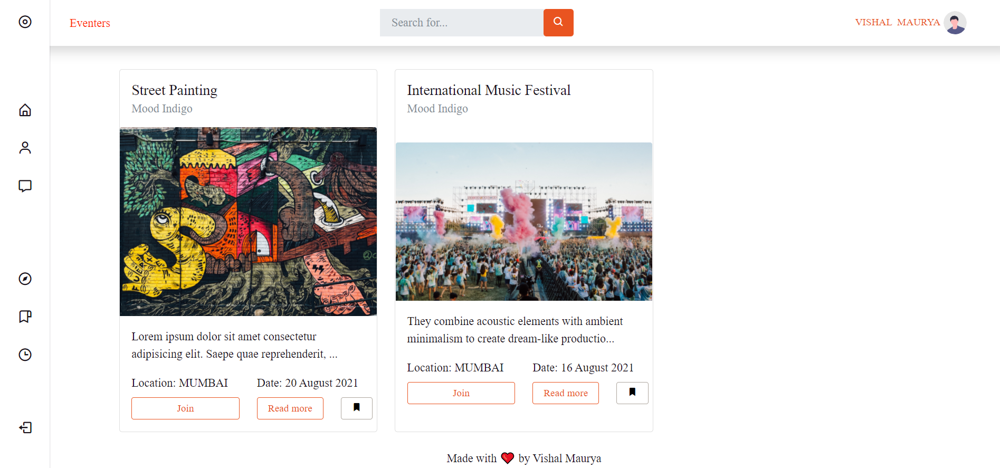 Eventers
Search for...
VISHAL MAURYA
Street Painting
Mood Indigo
Lorem ipsum dolor sit amet consectetur
adipisicing elit. Saepe quae reprehenderit, ...
Location: MUMBAI
Date: 20 August 2021
Join
Read more
International Music Festival
Mood Indigo
They combine acoustic elements with ambient
minimalism to create dream-like productio...
Location: MUMBAI
Date: 16 August 2021
Join
Read more
Made with ❤ by Vishal Maurya